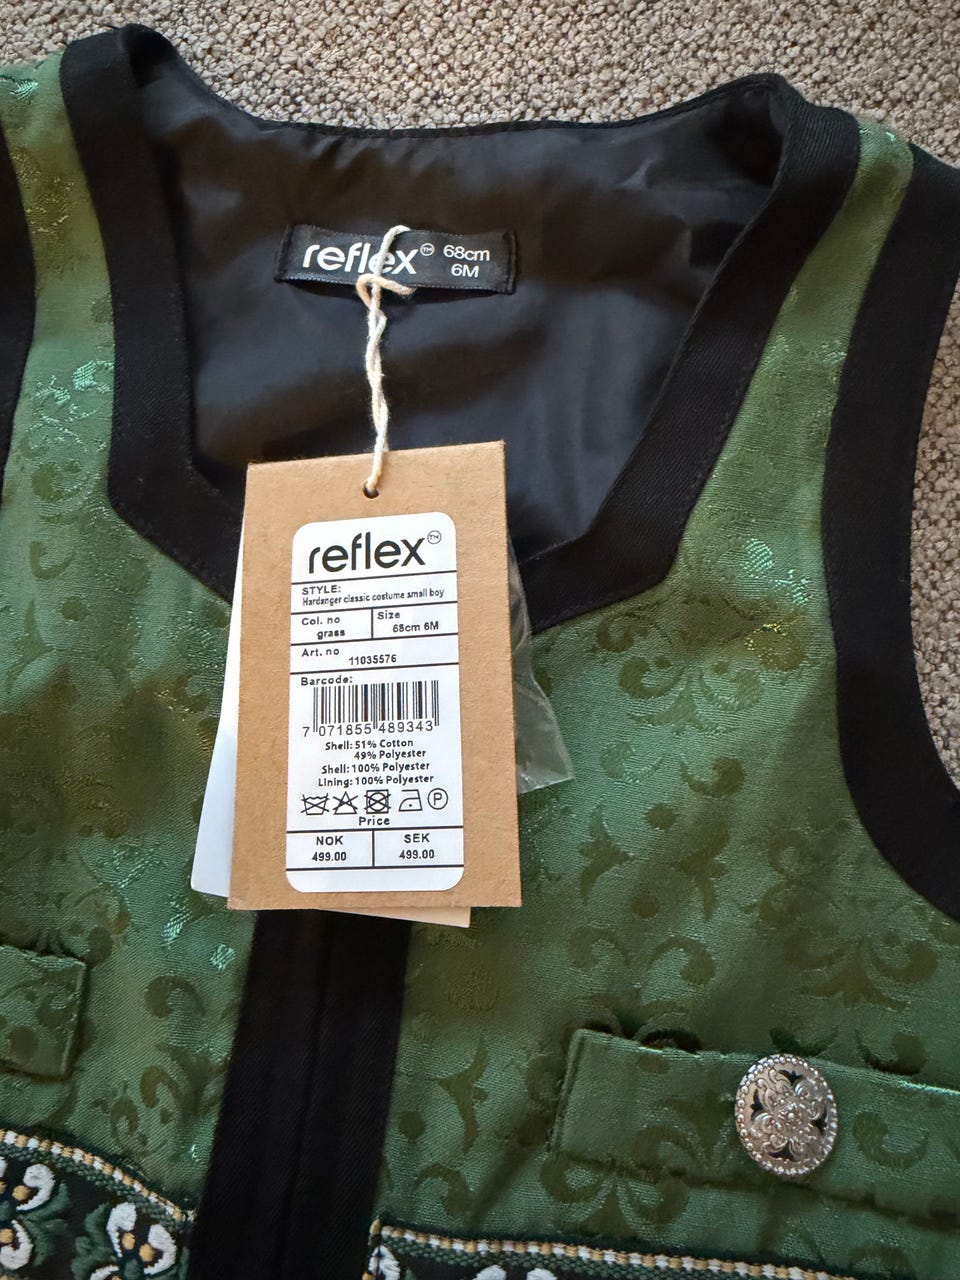 reflex™ 68cm
6M
reflex™
STYLE:
Hardanger classic costume small boy
Col. no
grass
Size
68cm 6M
Art. no
11035576
Barcode:
7 071855 489343
Shell: 51% Cotton
49% Polyester
Shell: 100% Polyester
Lining: 100% Polyester
P
Price
NOK
499.00
SEK
499.00